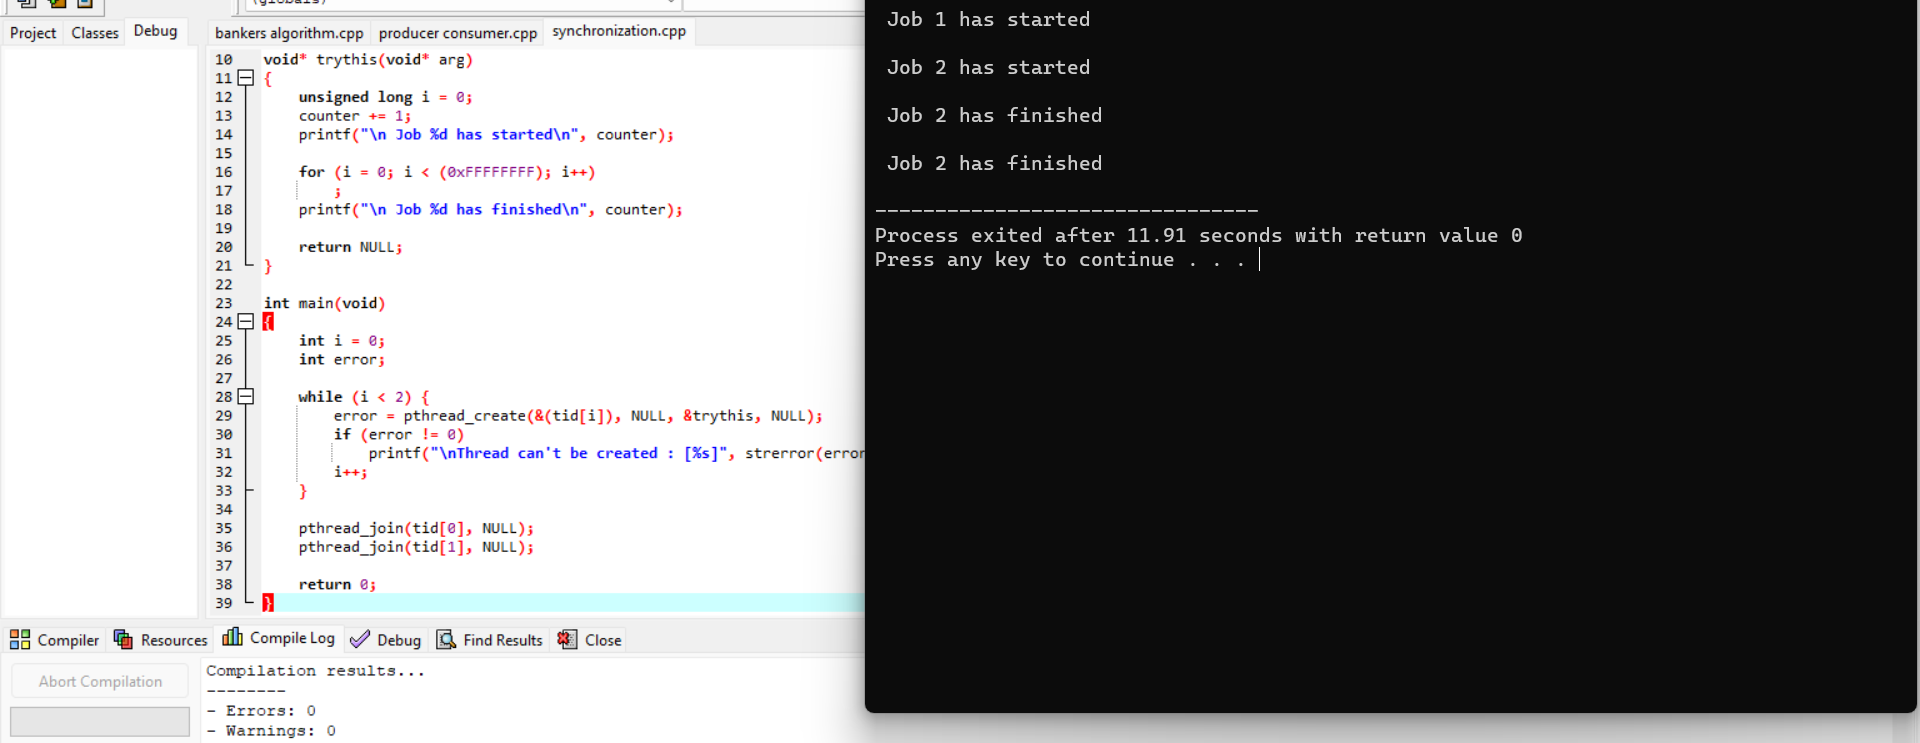 (globals)
Project Classes Debug
bankers algorithm.cpp producer consumer.cpp synchronization.cpp
10 void* trythis(void* arg)
11 {
12 unsigned long i = 0;
13 counter += 1;
14 printf("\n Job %d has started\n", counter);
15
16 for (i = 0; i < (0xFFFFFFFF); i++)
17 ;
18 printf("\n Job %d has finished\n", counter);
19
20 return NULL;
21 }
22
23 int main(void)
24 {
25 int i = 0;
26 int error;
27
28 while (i < 2) {
29 error = pthread_create(&(tid[i]), NULL, &trythis, NULL);
30 if (error != 0)
31 printf("\nThread can't be created : [%s]", strerror(error
32 i++;
33 }
34
35 pthread_join(tid[0], NULL);
36 pthread_join(tid[1], NULL);
37
38 return 0;
39 }
Compiler Resources Compile Log Debug Find Results Close
Abort Compilation
Compilation results...
--------
- Errors: 0
- Warnings: 0
Job 1 has started
Job 2 has started
Job 2 has finished
Job 2 has finished
--------------------------------
Process exited after 11.91 seconds with return value 0
Press any key to continue . . .